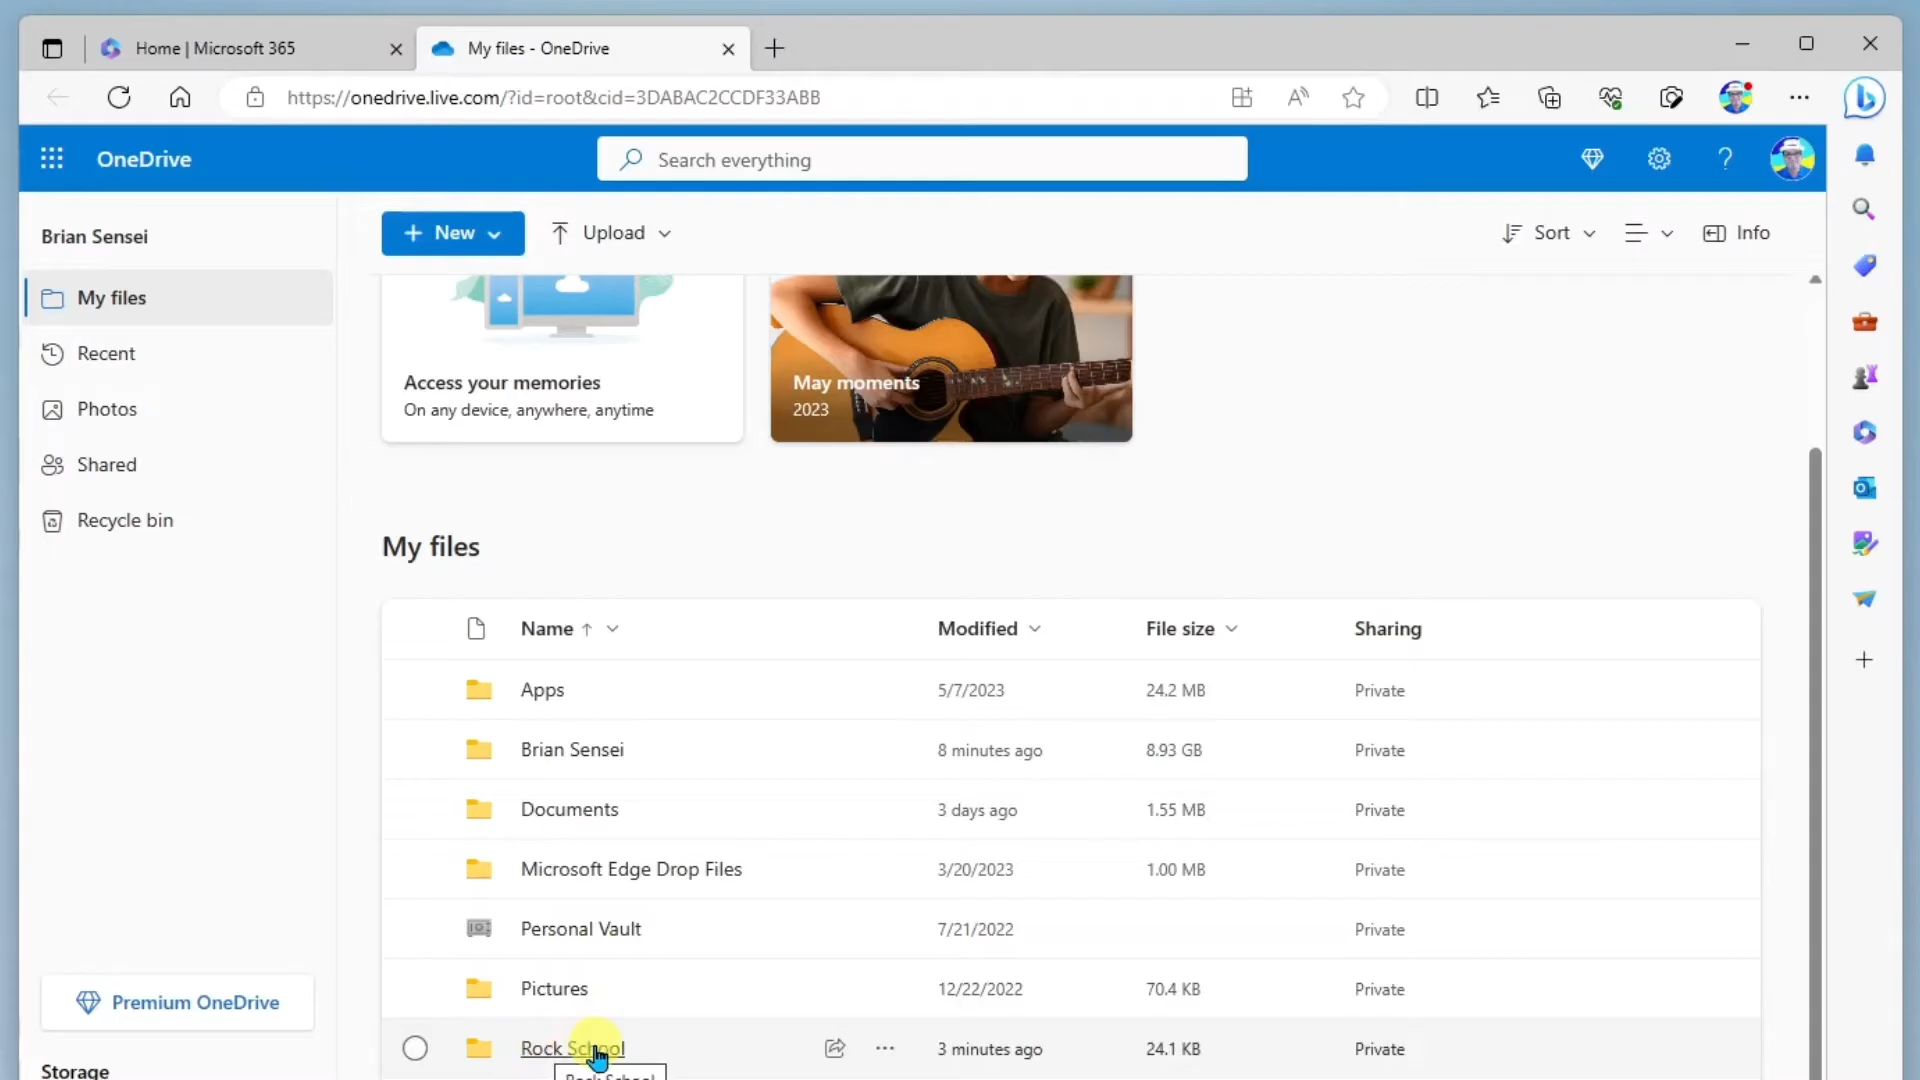 Home | Microsoft 365
My files - OneDrive
https://onedrive.live.com/?id=root&cid=3DABAC2CCDF33ABB
OneDrive
Search everything
Brian Sensei
My files
Recent
Photos
Shared
Recycle bin
Premium OneDrive
Storage
New
Upload
Sort
Info
Access your memories
On any device, anywhere, anytime
May moments
2023
My files
Name Modified File size Sharing
Apps 5/7/2023 24.2 MB Private
Brian Sensei 8 minutes ago 8.93 GB Private
Documents 3 days ago 1.55 MB Private
Microsoft Edge Drop Files 3/20/2023 1.00 MB Private
Personal Vault 7/21/2022 Private
Pictures 12/22/2022 70.4 KB Private
Rock School 3 minutes ago 24.1 KB Private
Rock School